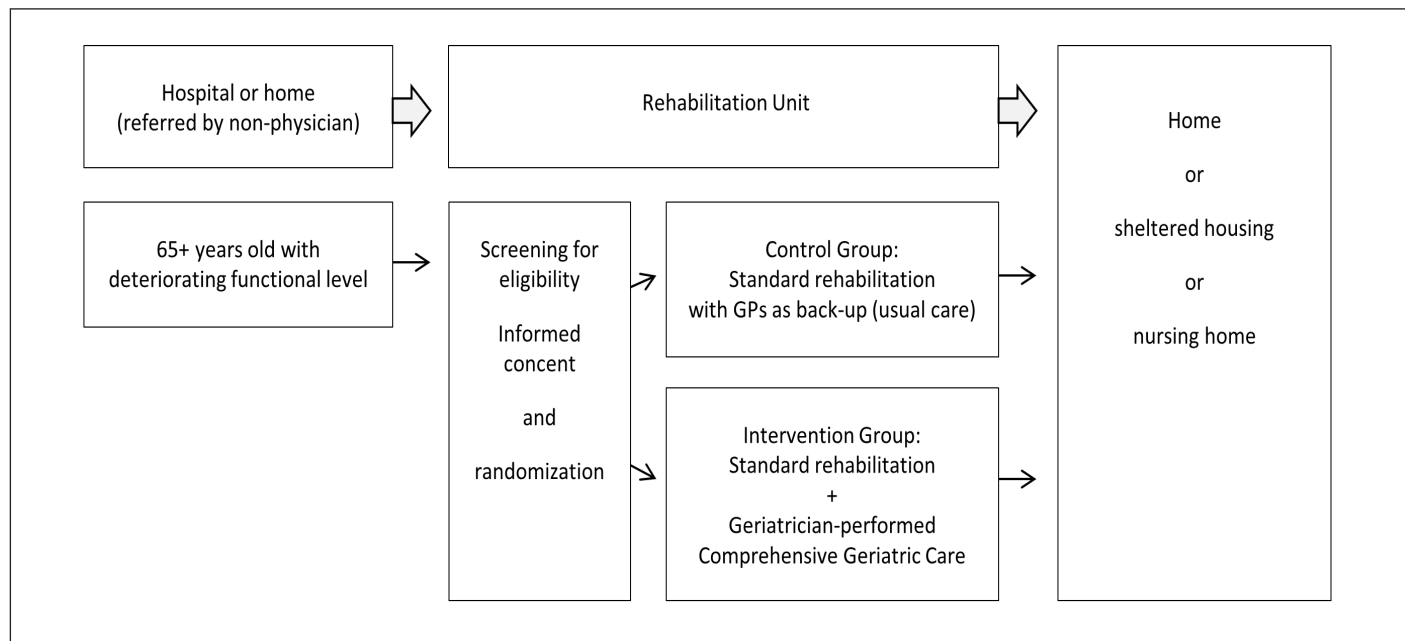 Hospital or home
(referred by non-physician)
Rehabilitation Unit
Home
or
sheltered housing
or
nursing home
65+ years old with
deteriorating functional level
Screening for
eligibility
Informed
concent
and
randomization
Control Group:
Standard rehabilitation
with GPs as back-up (usual care)
Intervention Group:
Standard rehabilitation
+
Geriatrician-performed
Comprehensive Geriatric Care